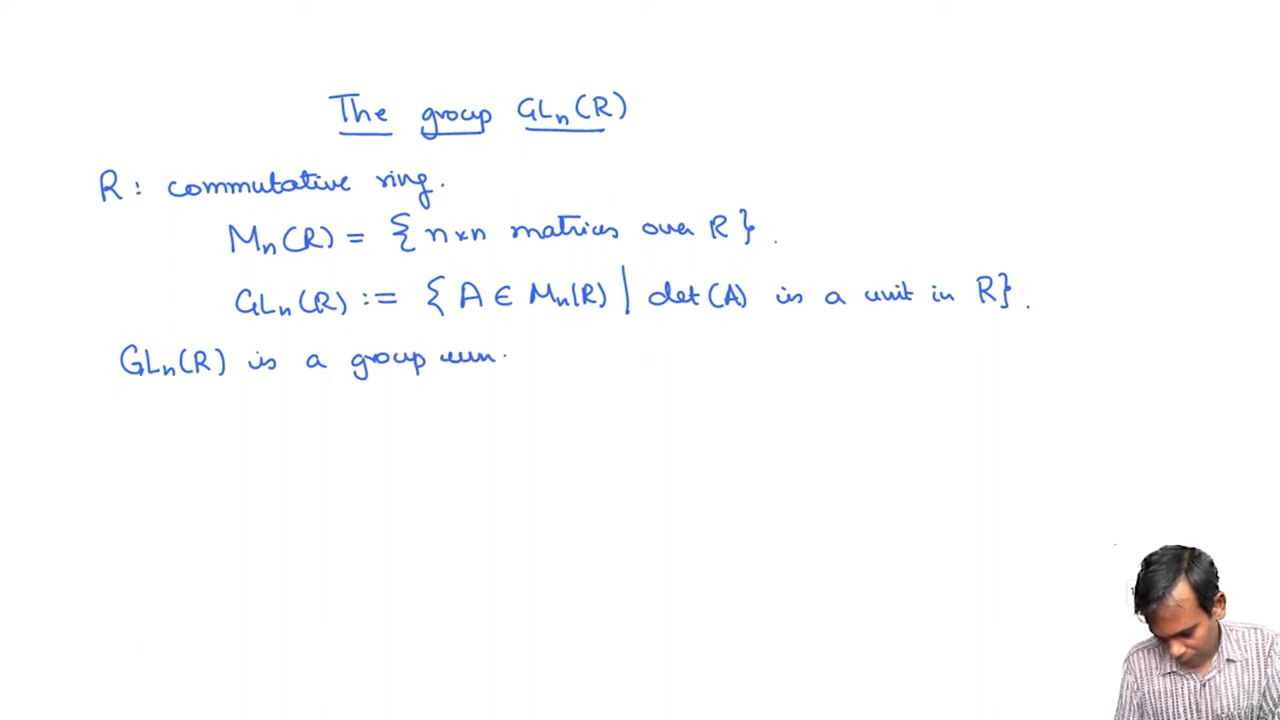 The group GLn(R)
R: commutative ring.
Mn(R) = { n×n matrices over R } .
GLn(R) := { A ∈ Mn(R) | det(A) is a unit in R } .
GLn(R) is a group